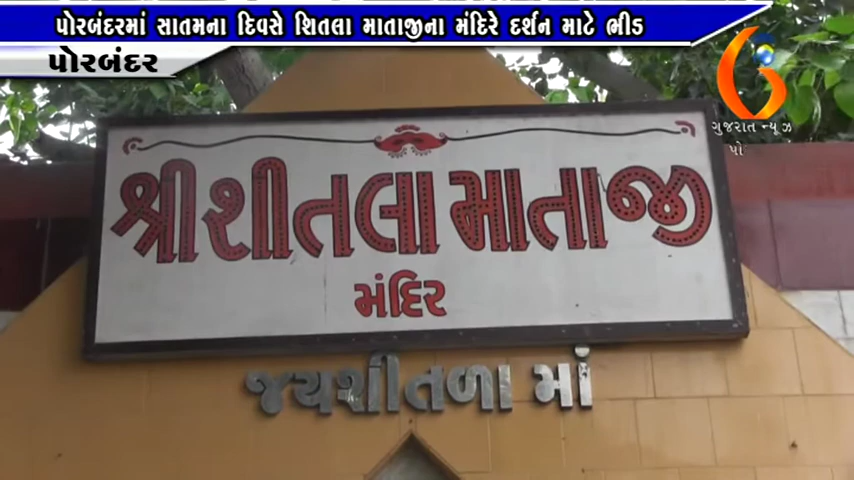 પોરબંદરમાં સાતમના દિવસે શિતલા માતાજીના મંદિરે દર્શન માટે ભીડ
પોરબંદર
ગુજરાત ન્યૂઝ
પો
શ્રીશીતલામાતાજી
મંદિર
જયશીતળા માં